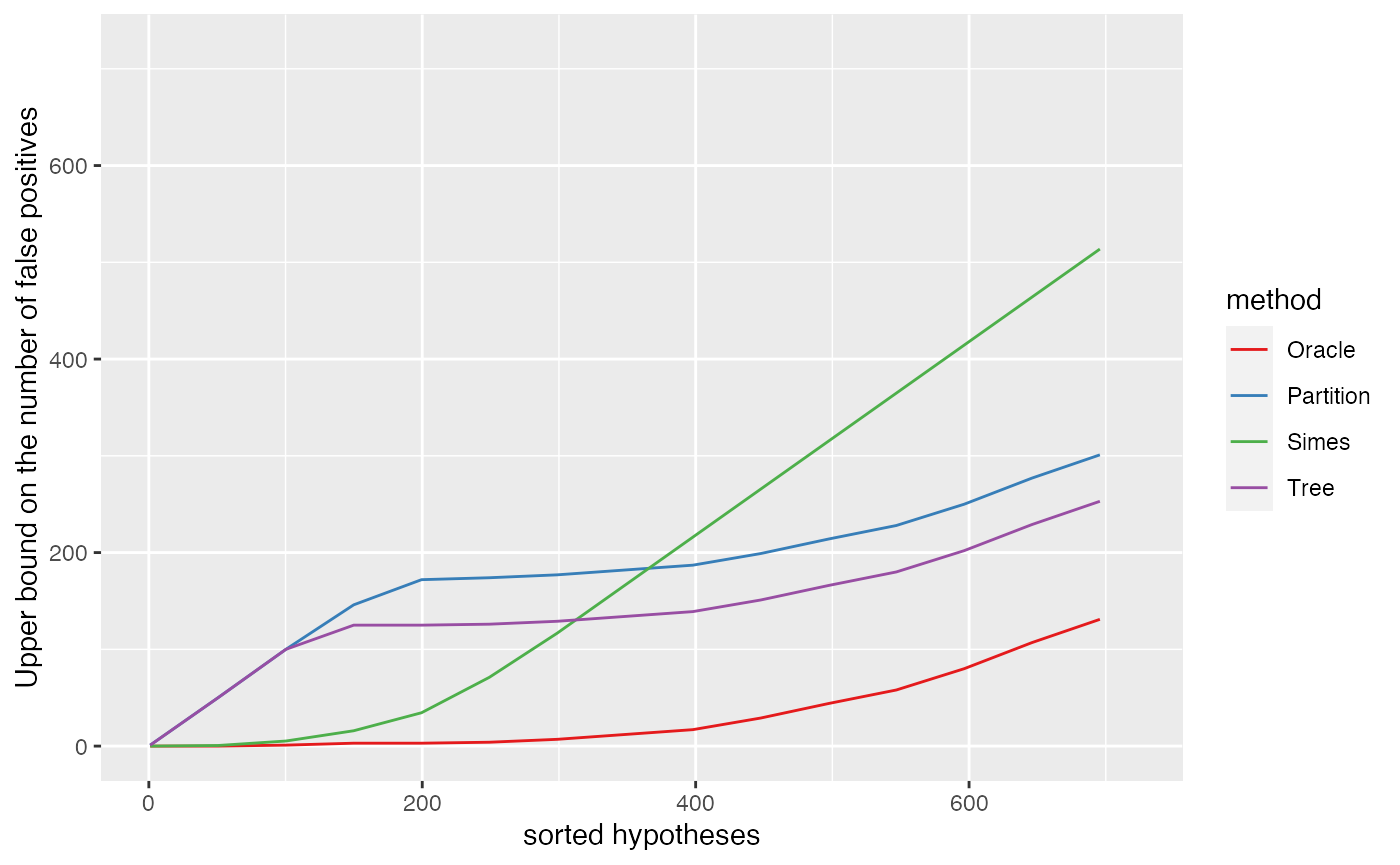 Upper bound on the number of false positives
600
400
200
0
0
200
400
600
sorted hypotheses
method
Oracle
Partition
Simes
Tree